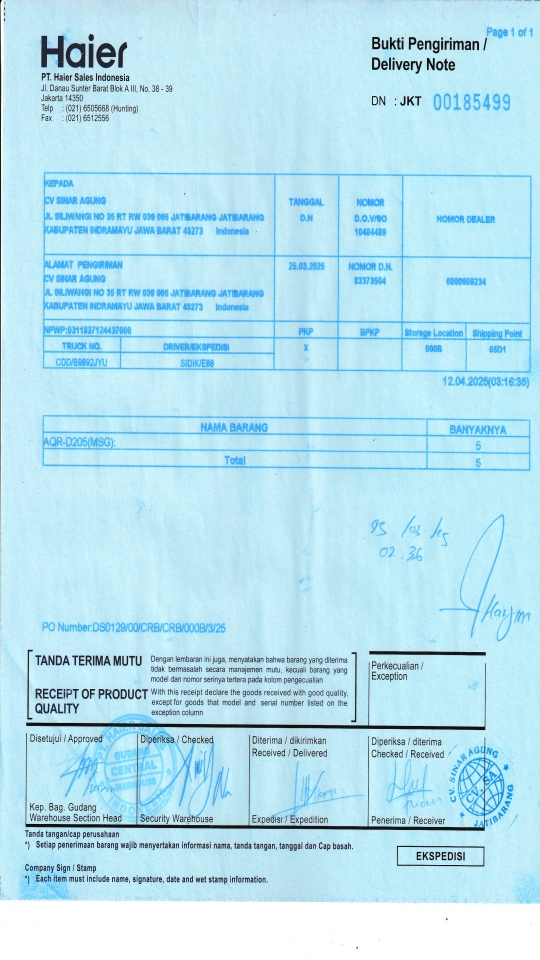 Page 1 of 1
Haier
Bukti Pengiriman /
Delivery Note
PT. Haier Sales Indonesia
Jl. Danau Sunter Barat Blok A III, No. 38 - 39
Jakarta 14350
Telp : (021) 6505668 (Hunting)
Fax : (021) 6512556
DN : JKT 00185499
KEPADA
CV SINAR AGUNG
JL SILIWANGI NO 35 RT RW 030 006 JATIBARANG JATIBARANG
KABUPATEN INDRAMAYU JAWA BARAT 45273 Indonesia
TANGGAL
D.N
NOMOR
D.O.\/SO
10484489
NOMOR DEALER
ALAMAT PENGIRIMAN
CV SINAR AGUNG
JL SILIWANGI NO 35 RT RW 030 006 JATIBARANG JATIBARANG
KABUPATEN INDRAMAYU JAWA BARAT 45273 Indonesia
25.03.2025
NOMOR D.N.
83373504
6000609234
NPWP:0311837124437000
PKP BPKP Storage Location Shipping Point
TRUCK NO. DRIVER/EKSPEDISI X 000B 85D1
CDD/B9892JYU SIDIK/E88
12.04.2025(03:16:35)
NAMA BARANG BANYAKNYA
AQR-D205(MSG): 5
Total 5
02.36
PO Number:DS0129/00/CRB/CRB/000B/3/25
TANDA TERIMA MUTU
Dengan lembaran ini juga, menyatakan bahwa barang yang diterima
tidak bermasalah secara manajemen mutu, kecuali barang yang
model dan nomor serinya tertera pada kolom pengecualian
RECEIPT OF PRODUCT
QUALITY
With this receipt declare the goods received with good quality,
except for goods that model and serial number listed on the
exception column
Perkecualian /
Exception
Disetujui / Approved
Diperiksa / Checked
Diterima / dikirimkan
Received / Delivered
Diperiksa / diterima
Checked / Received
PT. HAIER
GUDANG
CENTRAL
WAREHOUSE
CV. SINAR AGUNG
CV. SA
JATIBARANG
Kep. Bag. Gudang
Warehouse Section Head
Security Warehouse
Expedisi / Expedition
Penerima / Receiver
Tanda tangan/cap perusahaan
*) Setiap penerimaan barang wajib menyertakan informasi nama, tanda tangan, tanggal dan Cap basah.
EKSPEDISI
Company Sign / Stamp
*) Each item must include name, signature, date and wet stamp information.